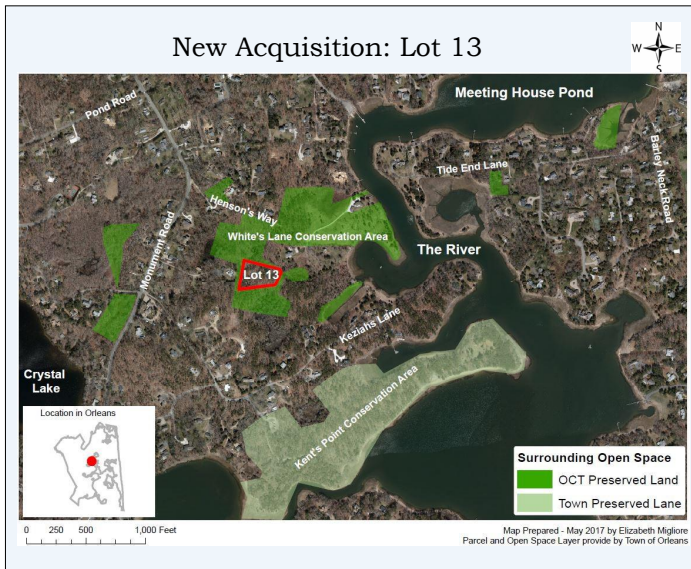 New Acquisition: Lot 13
N
W E
S
Meeting House Pond
Pond Road
Barley Neck Road
Tide End Lane
Henson's Way
White's Lane Conservation Area
The River
Monument Road
Lot 13
Keziahs Lane
Crystal
Lake
Kent's Point Conservation Area
Location in Orleans
Surrounding Open Space
OCT Preserved Land
Town Preserved Lane
0 250 500 1,000 Feet
Map Prepared - May 2017 by Elizabeth Migliore
Parcel and Open Space Layer provide by Town of Orleans